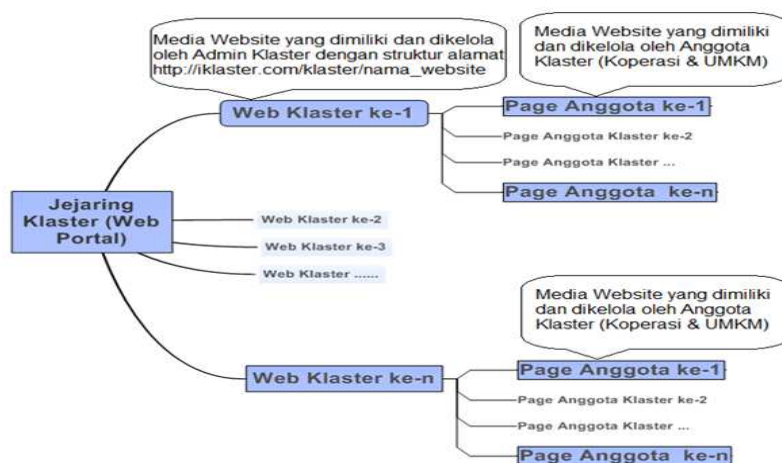 Media Website yang dimiliki dan dikelola
oleh Admin Klaster dengan struktur alamat
http://iklaster.com/klaster/nama_website
Media Website yang dimiliki
dan dikelola oleh Anggota
Klaster (Koperasi & UMKM)
Web Klaster ke-1
Page Anggota ke-1
Page Anggota Klaster ke-2
Page Anggota Klaster ...
Page Anggota ke-n
Jejaring
Klaster (Web
Portal)
Web Klaster ke-2
Web Klaster ke-3
Web Klaster ......
Media Website yang dimiliki
dan dikelola oleh Anggota
Klaster (Koperasi & UMKM)
Web Klaster ke-n
Page Anggota ke-1
Page Anggota Klaster ke-2
Page Anggota Klaster ...
Page Anggota ke-n